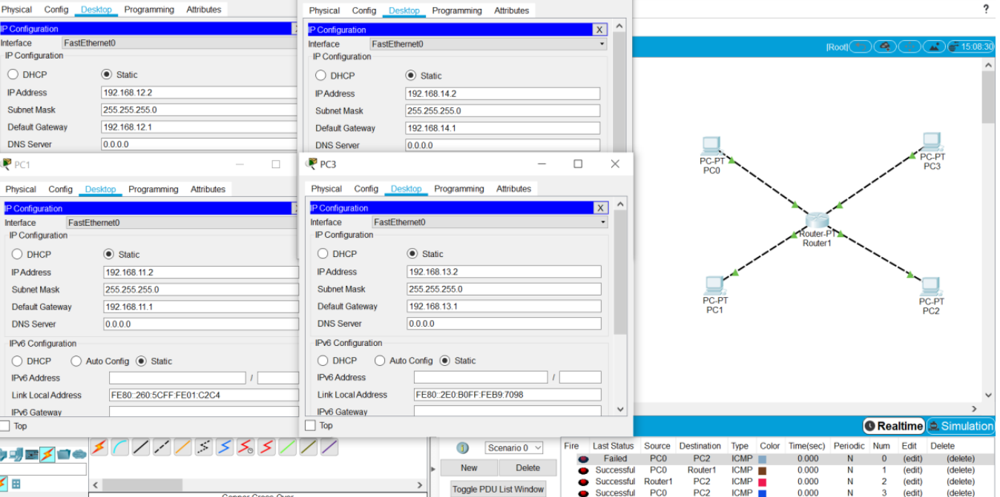 Physical Config Desktop Programming Attributes
IP Configuration
Interface FastEthernet0
IP Configuration
DHCP Static
IP Address 192.168.12.2
Subnet Mask 255.255.255.0
Default Gateway 192.168.12.1
DNS Server 0.0.0.0
Physical Config Desktop Programming Attributes
IP Configuration X
Interface FastEthernet0
IP Configuration
DHCP Static
IP Address 192.168.14.2
Subnet Mask 255.255.255.0
Default Gateway 192.168.14.1
DNS Server 0.0.0.0
PC1
Physical Config Desktop Programming Attributes
IP Configuration
Interface FastEthernet0
IP Configuration
DHCP Static
IP Address 192.168.11.2
Subnet Mask 255.255.255.0
Default Gateway 192.168.11.1
DNS Server 0.0.0.0
IPv6 Configuration
DHCP Auto Config Static
IPv6 Address /
Link Local Address FE80::260:5CFF:FE01:C2C4
IPv6 Gateway
Top
PC3
Physical Config Desktop Programming Attributes
IP Configuration X
Interface FastEthernet0
IP Configuration
DHCP Static
IP Address 192.168.13.2
Subnet Mask 255.255.255.0
Default Gateway 192.168.13.1
DNS Server 0.0.0.0
IPv6 Configuration
DHCP Auto Config Static
IPv6 Address /
Link Local Address FE80::2E0:B0FF:FEB9:7098
IPv6 Gateway
Top
?
[Root] 15:08:30
PC-PT
PC0
PC-PT
PC3
Router-PT
Router1
PC-PT
PC1
PC-PT
PC2
Realtime Simulation
Scenario 0
New Delete
Toggle PDU List Window
Fire Last Status Source Destination Type Color Time(sec) Periodic Num Edit Delete
Failed PC0 PC2 ICMP 0.000 N 0 (edit) (delete)
Successful PC0 Router1 ICMP 0.000 N 1 (edit) (delete)
Successful Router1 PC2 ICMP 0.000 N 2 (edit) (delete)
Successful PC0 PC2 ICMP 0.000 N 3 (edit) (delete)
Copper Cross-Over